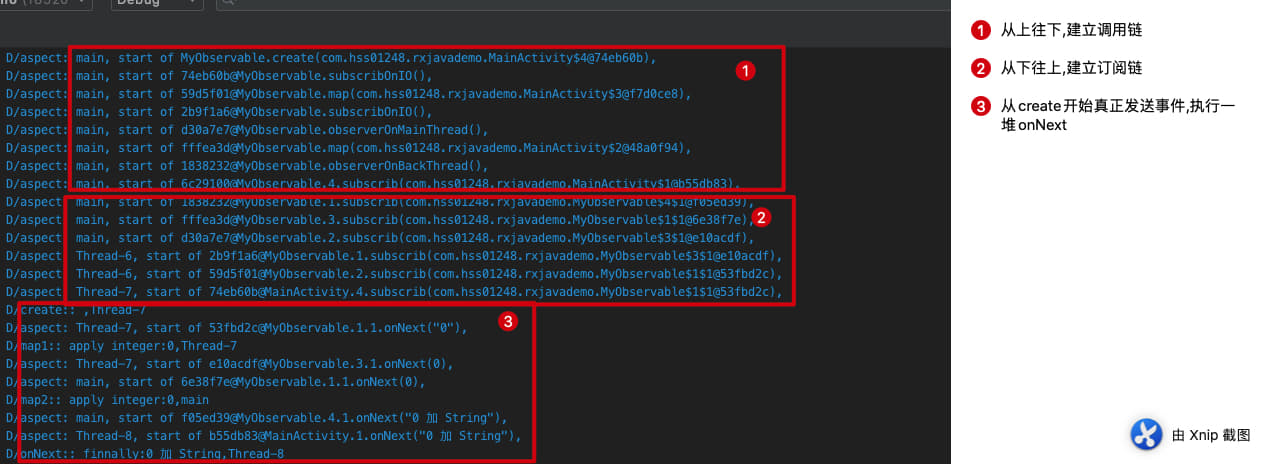 Debug
D/aspect: main, start of MyObservable.create(com.hss01248.rxjavademo.MainActivity$4@74eb60b),
D/aspect: main, start of 74eb60b@MyObservable.subscribOnIO(),
D/aspect: main, start of 59d5f01@MyObservable.map(com.hss01248.rxjavademo.MainActivity$3@f7d0ce8),
D/aspect: main, start of 2b9f1a6@MyObservable.subscribOnIO(),
D/aspect: main, start of d30a7e7@MyObservable.observerOnMainThread(),
D/aspect: main, start of fffea3d@MyObservable.map(com.hss01248.rxjavademo.MainActivity$2@48a0f94),
D/aspect: main, start of 1838232@MyObservable.observerOnBackThread(),
D/aspect: main, start of 6c29100@MyObservable.4.subscrib(com.hss01248.rxjavademo.MainActivity$1@b55db83),
D/aspect: main, start of 1838232@MyObservable.1.subscrib(com.hss01248.rxjavademo.MyObservable$4$1@f05ed39),
D/aspect: main, start of fffea3d@MyObservable.3.subscrib(com.hss01248.rxjavademo.MyObservable$1$1@6e38f7e),
D/aspect: main, start of d30a7e7@MyObservable.2.subscrib(com.hss01248.rxjavademo.MyObservable$3$1@e10acdf),
D/aspect: Thread-6, start of 2b9f1a6@MyObservable.1.subscrib(com.hss01248.rxjavademo.MyObservable$3$1@e10acdf),
D/aspect: Thread-6, start of 59d5f01@MyObservable.2.subscrib(com.hss01248.rxjavademo.MyObservable$1$1@53fbd2c),
D/aspect: Thread-7, start of 74eb60b@MainActivity.4.subscrib(com.hss01248.rxjavademo.MyObservable$1$1@53fbd2c),
D/create:: ,Thread-7
D/aspect: Thread-7, start of 53fbd2c@MyObservable.1.1.onNext("0"),
D/map1:: apply integer:0,Thread-7
D/aspect: Thread-7, start of e10acdf@MyObservable.3.1.onNext(0),
D/aspect: main, start of 6e38f7e@MyObservable.1.1.onNext(0),
D/map2:: apply integer:0,main
D/aspect: main, start of f05ed39@MyObservable.4.1.onNext("0 加 String"),
D/aspect: Thread-8, start of b55db83@MainActivity.1.onNext("0 加 String"),
D/onNext:: finnally:0 加 String,Thread-8
1
2
3
1 从上往下,建立调用链
2 从下往上,建立订阅链
3 从create开始真正发送事件,执行一
堆onNext
由 Xnip 截图